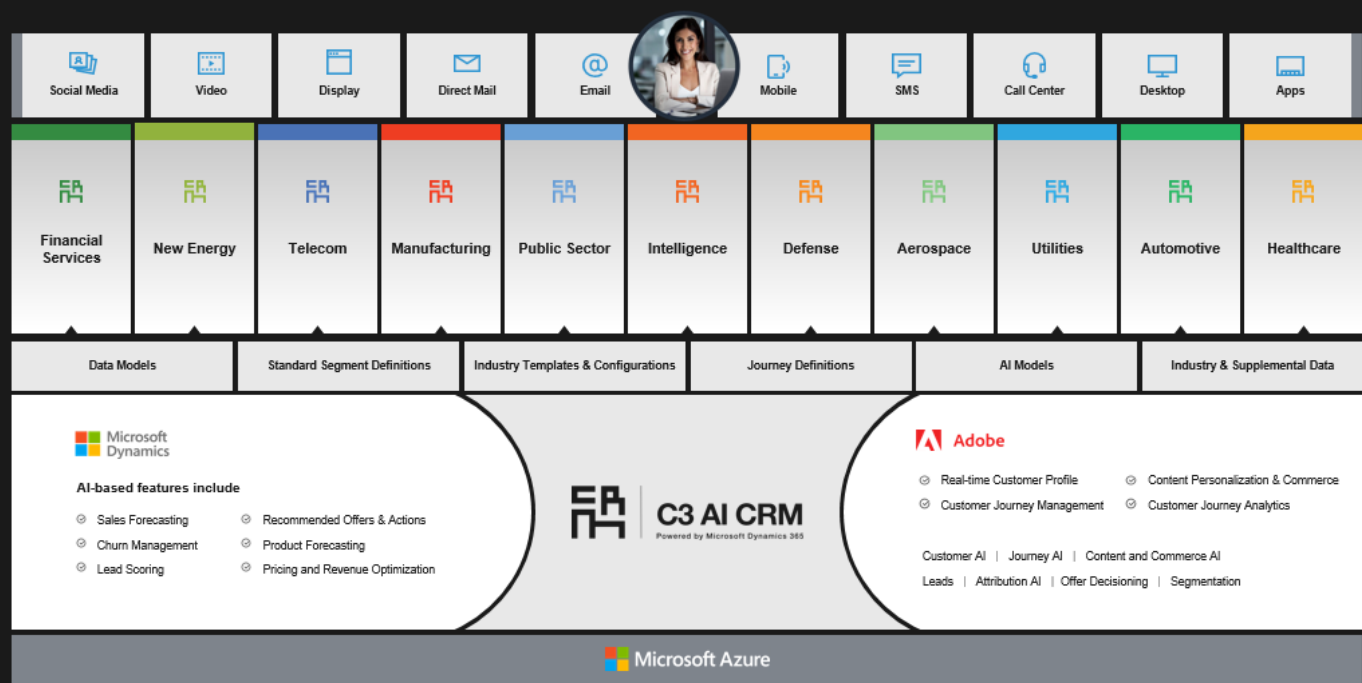 Social Media
Video
Display
Direct Mail
Email
Mobile
SMS
Call Center
Desktop
Apps
Financial
Services
New Energy
Telecom
Manufacturing
Public Sector
Intelligence
Defense
Aerospace
Utilities
Automotive
Healthcare
Data Models
Standard Segment Definitions
Industry Templates & Configurations
Journey Definitions
AI Models
Industry & Supplemental Data
Microsoft
Dynamics
AI-based features include
Sales Forecasting
Churn Management
Lead Scoring
Recommended Offers & Actions
Product Forecasting
Pricing and Revenue Optimization
CRM
C3 AI CRM
Powered by Microsoft Dynamics 365
Adobe
Real-time Customer Profile
Customer Journey Management
Content Personalization & Commerce
Customer Journey Analytics
Customer AI | Journey AI | Content and Commerce AI
Leads | Attribution AI | Offer Decisioning | Segmentation
Microsoft Azure